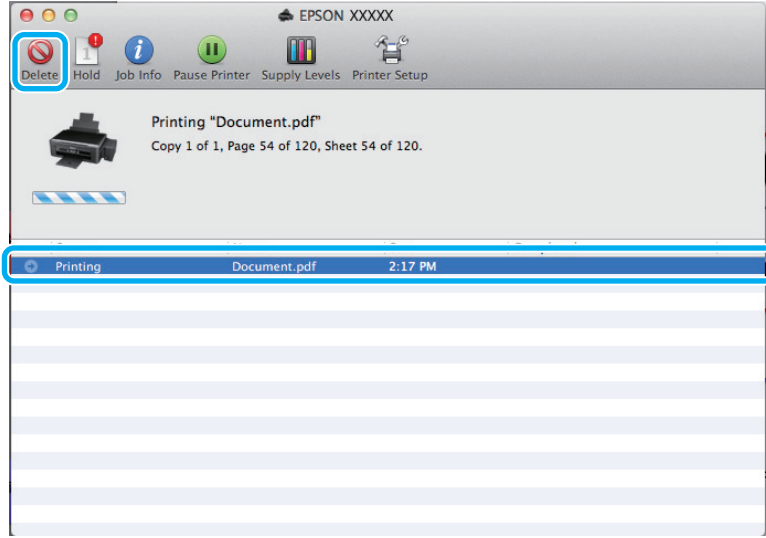 EPSON XXXXX
1
Delete Hold Job Info Pause Printer Supply Levels Printer Setup
Printing “Document.pdf”
Copy 1 of 1, Page 54 of 120, Sheet 54 of 120.
Printing Document.pdf 2:17 PM